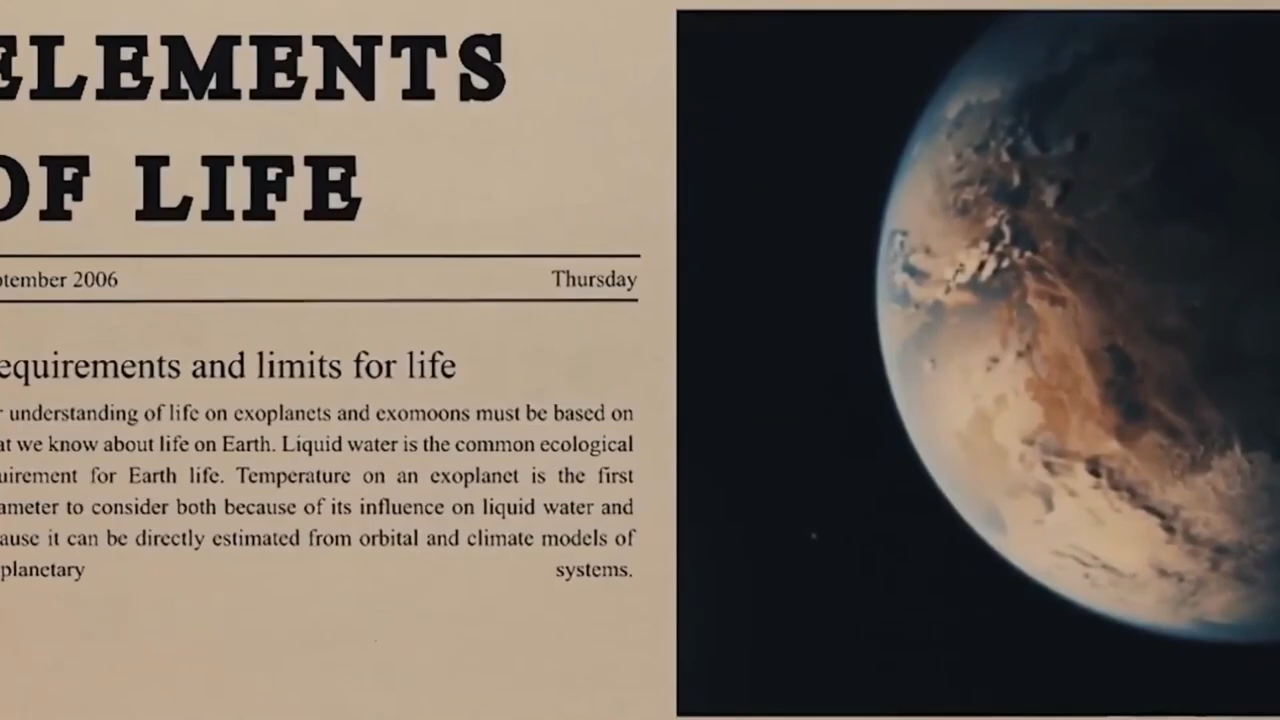 ELEMENTS
OF LIFE
ptember 2006 Thursday
equirements and limits for life
r understanding of life on exoplanets and exomoons must be based on
at we know about life on Earth. Liquid water is the common ecological
uirement for Earth life. Temperature on an exoplanet is the first
ameter to consider both because of its influence on liquid water and
ause it can be directly estimated from orbital and climate models of
planetary systems.